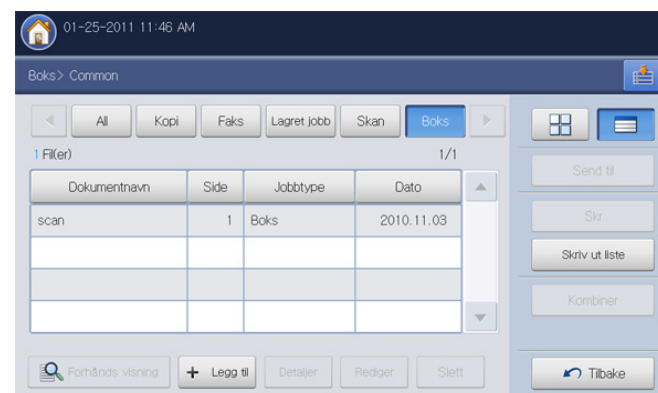 01-25-2011 11:46 AM
Boks> Common
All Kopi Faks Lagret jobb Skan Boks
1 Fil(er) 1/1
Dokumentnavn Side Jobbtype Dato
scan 1 Boks 2010.11.03
Send til
Skr
Skriv ut liste
Kombiner
Forhånds visning + Legg til Detaljer Rediger Slett
Tilbake